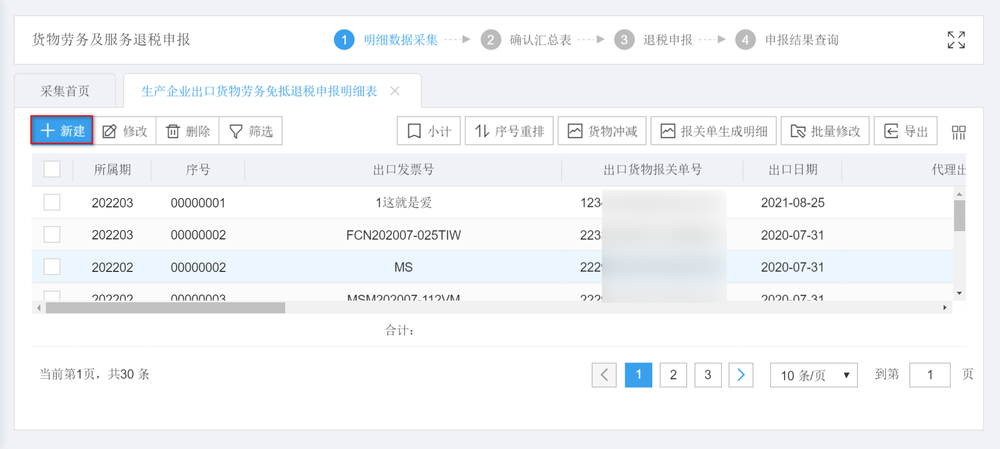 货物劳务及服务退税申报
1 明细数据采集 2 确认汇总表 3 退税申报 4 申报结果查询
采集首页 生产企业出口货物劳务免抵退税申报明细表
新建 修改 删除 筛选 小计 序号重排 货物冲减 报关单生成明细 批量修改 导出
所属期 序号 出口发票号 出口货物报关单号 出口日期 代理出
202203 00000001 1这就是爱 1234 2021-08-25
202203 00000002 FCN202007-025TIW 223 2020-07-31
202202 00000002 MS 222 2020-07-31
202202 00000003 MSM202007-112VM 222 2020-07-31
合计：
当前第1页，共30 条 1 2 3 10 条/页 到第 1 页